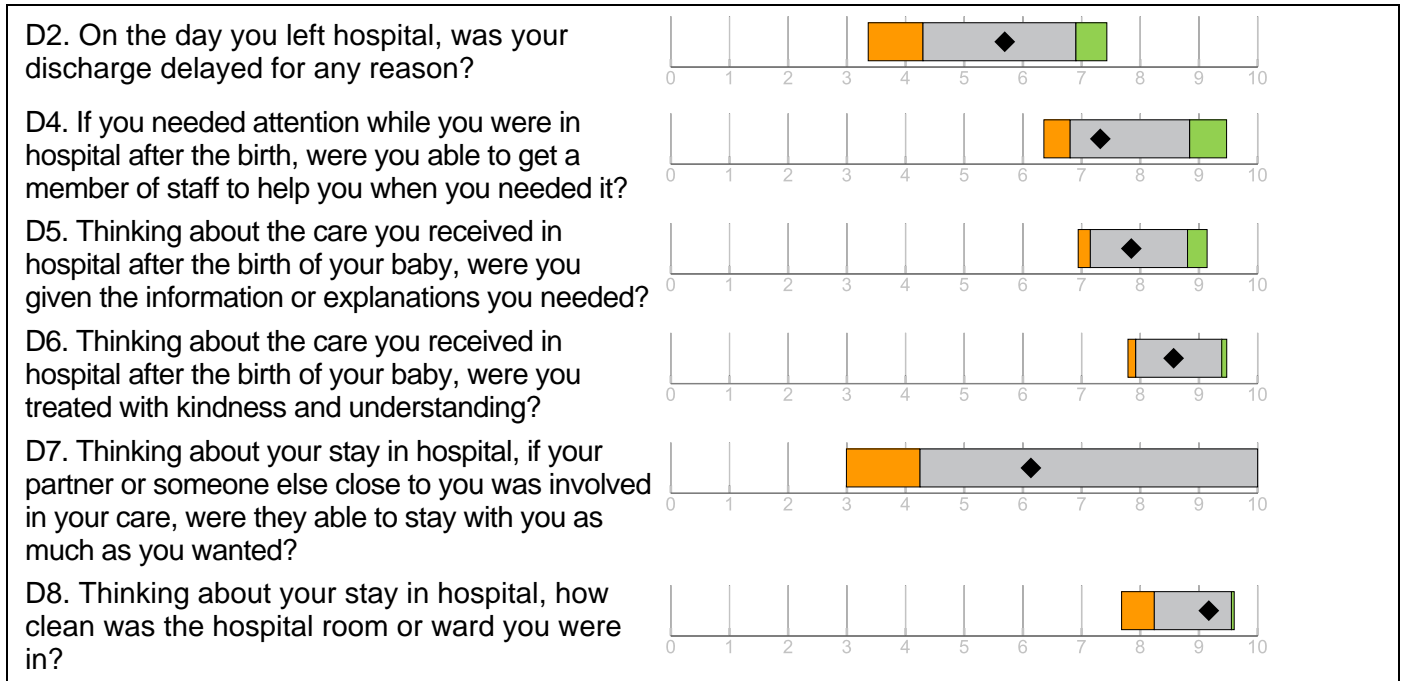 D2. On the day you left hospital, was your
discharge delayed for any reason?
0 1 2 3 4 5 6 7 8 9 10
D4. If you needed attention while you were in
hospital after the birth, were you able to get a
member of staff to help you when you needed it?
0 1 2 3 4 5 6 7 8 9 10
D5. Thinking about the care you received in
hospital after the birth of your baby, were you
given the information or explanations you needed?
0 1 2 3 4 5 6 7 8 9 10
D6. Thinking about the care you received in
hospital after the birth of your baby, were you
treated with kindness and understanding?
0 1 2 3 4 5 6 7 8 9 10
D7. Thinking about your stay in hospital, if your
partner or someone else close to you was involved
in your care, were they able to stay with you as
much as you wanted?
0 1 2 3 4 5 6 7 8 9 10
D8. Thinking about your stay in hospital, how
clean was the hospital room or ward you were
in?
0 1 2 3 4 5 6 7 8 9 10